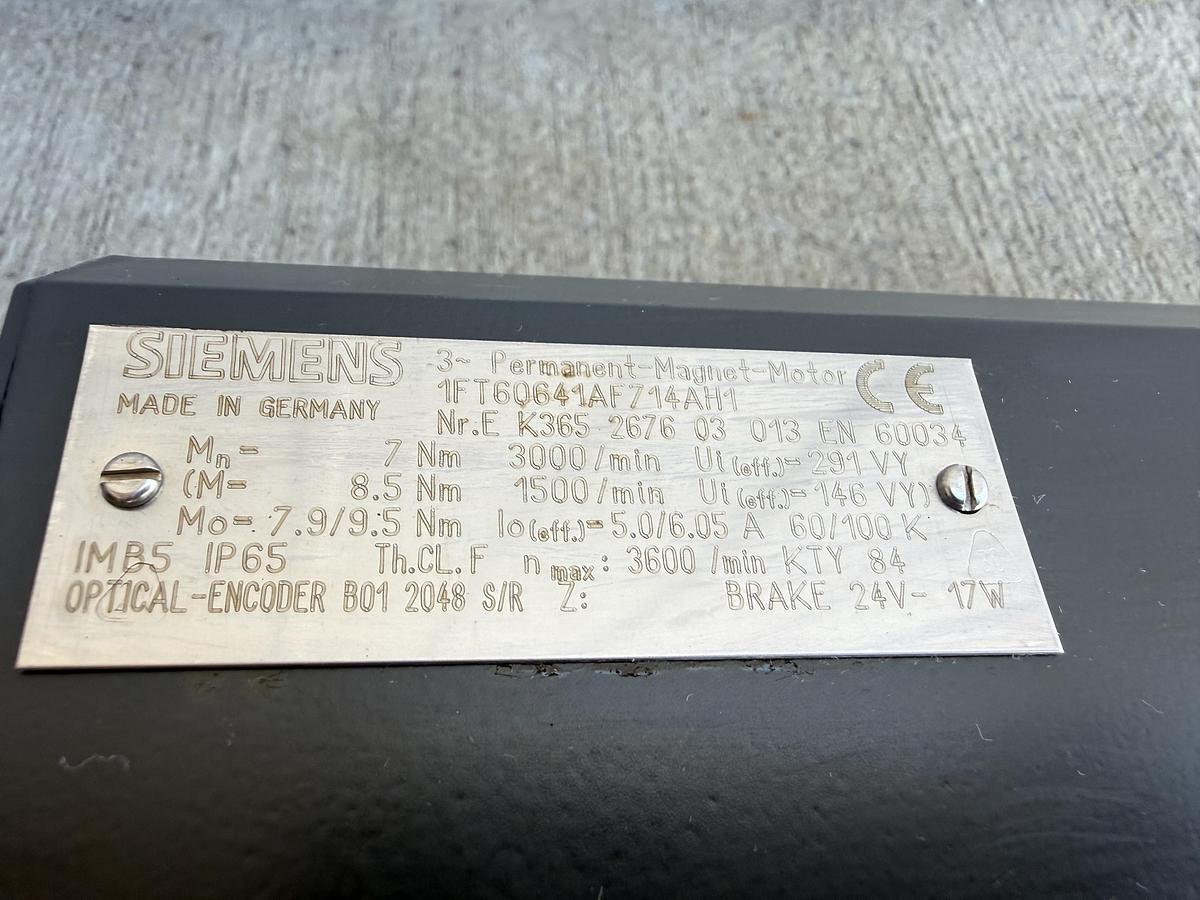 SIEMENS 3~ Permanent-Magnet-Motor CE
MADE IN GERMANY 1FT60641AF714AH1
Nr.E K365 2676 03 013 EN 60034
Mn= 7 Nm 3000/min Ui(eff.)=291 VY
(M= 8.5 Nm 1500/min Ui(eff.)=146 VY)
Mo= 7.9/9.5 Nm Io(eff.)=5.0/6.05 A 60/100 K
IMB5 IP65 Th.CL.F n max: 3600/min KTY 84
OPTICAL-ENCODER B01 2048 S/R Z: BRAKE 24V- 17W